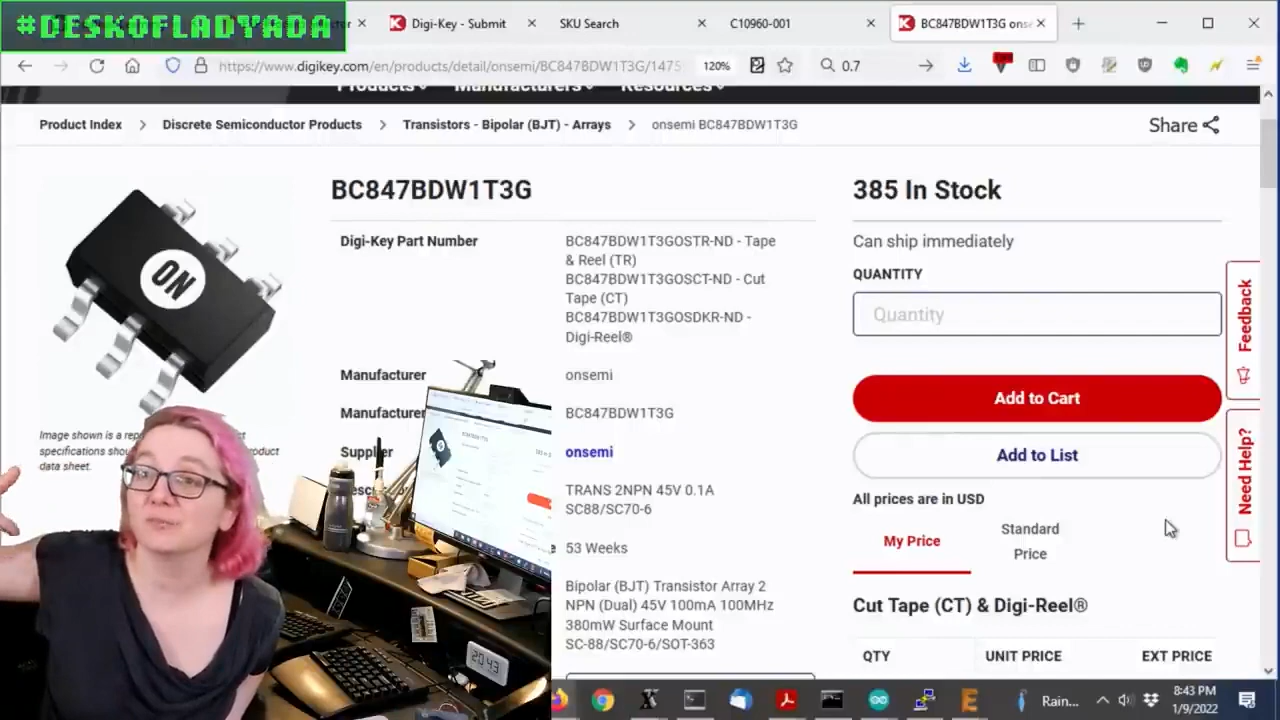 #DESKOFLADYADA
Digi-Key - Submit
SKU Search
C10960-001
BC847BDW1T3G onse
https://www.digikey.com/en/products/detail/onsemi/BC847BDW1T3G/1475
120%
0.7
Products
Manufacturers
Resources
Product Index
Discrete Semiconductor Products
Transistors - Bipolar (BJT) - Arrays
onsemi BC847BDW1T3G
Share
ON
BC847BDW1T3G
Digi-Key Part Number
BC847BDW1T3GOSTR-ND - Tape
& Reel (TR)
BC847BDW1T3GOSCT-ND - Cut
Tape (CT)
BC847BDW1T3GOSDKR-ND -
Digi-Reel®
Manufacturer
onsemi
Manufacturer
BC847BDW1T3G
Supplier
onsemi
TRANS 2NPN 45V 0.1A
SC88/SC70-6
53 Weeks
Bipolar (BJT) Transistor Array 2
NPN (Dual) 45V 100mA 100MHz
380mW Surface Mount
SC-88/SC70-6/SOT-363
Image shown is a
data sheet.
20:43
385 In Stock
Can ship immediately
QUANTITY
Quantity
Add to Cart
Add to List
All prices are in USD
My Price
Standard
Price
Cut Tape (CT) & Digi-Reel®
QTY
UNIT PRICE
EXT PRICE
Feedback
Need Help?
Rain...
8:43 PM
1/9/2022